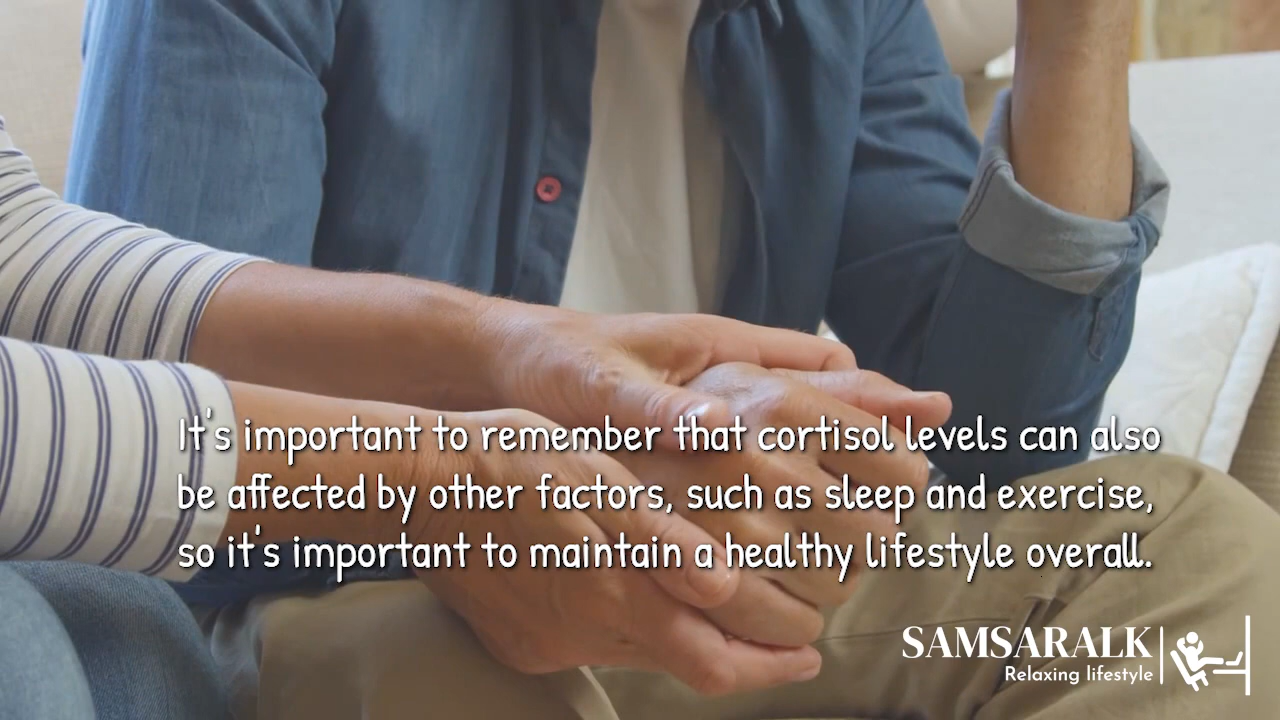 It's important to remember that cortisol levels can also
be affected by other factors, such as sleep and exercise,
so it's important to maintain a healthy lifestyle overall.
SAMSARALK
Relaxing lifestyle